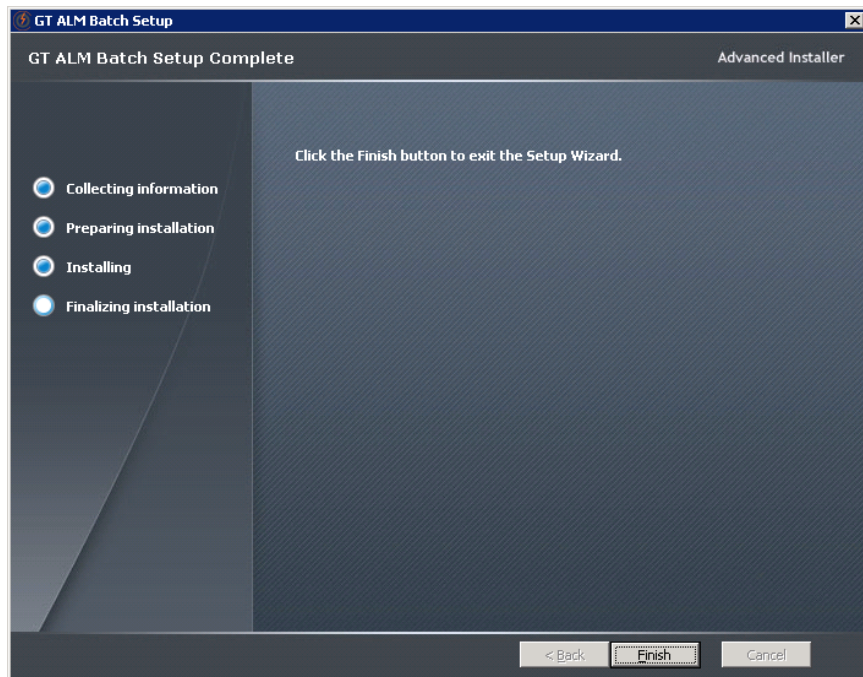 GT ALM Batch Setup
GT ALM Batch Setup Complete
Advanced Installer
Click the Finish button to exit the Setup Wizard.
Collecting information
Preparing installation
Installing
Finalizing installation
< Back
Finish
Cancel